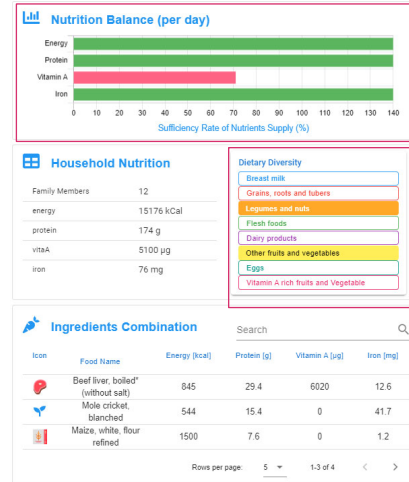 Nutrition Balance (per day)
Energy
Protein
Vitamin A
Iron
0 10 20 30 40 50 60 70 80 90 100 110 120 130 140
Sufficiency Rate of Nutrients Supply (%)
Household Nutrition
Family Members 12
energy 15176 kCal
protein 174 g
vitaA 5100 µg
iron 76 mg
Dietary Diversity
Breast milk
Grains, roots and tubers
Legumes and nuts
Flesh foods
Dairy products
Other fruits and vegetables
Eggs
Vitamin A rich fruits and Vegetable
Ingredients Combination
Search
Icon Food Name Energy [kcal] Protein [g] Vitamin A [µg] Iron [mg]
Beef liver, boiled*
(without salt) 845 29.4 6020 12.6
Mole cricket,
blanched 544 15.4 0 41.7
Maize, white, flour
refined 1500 7.6 0 1.2
Rows per page: 5 1-3 of 4